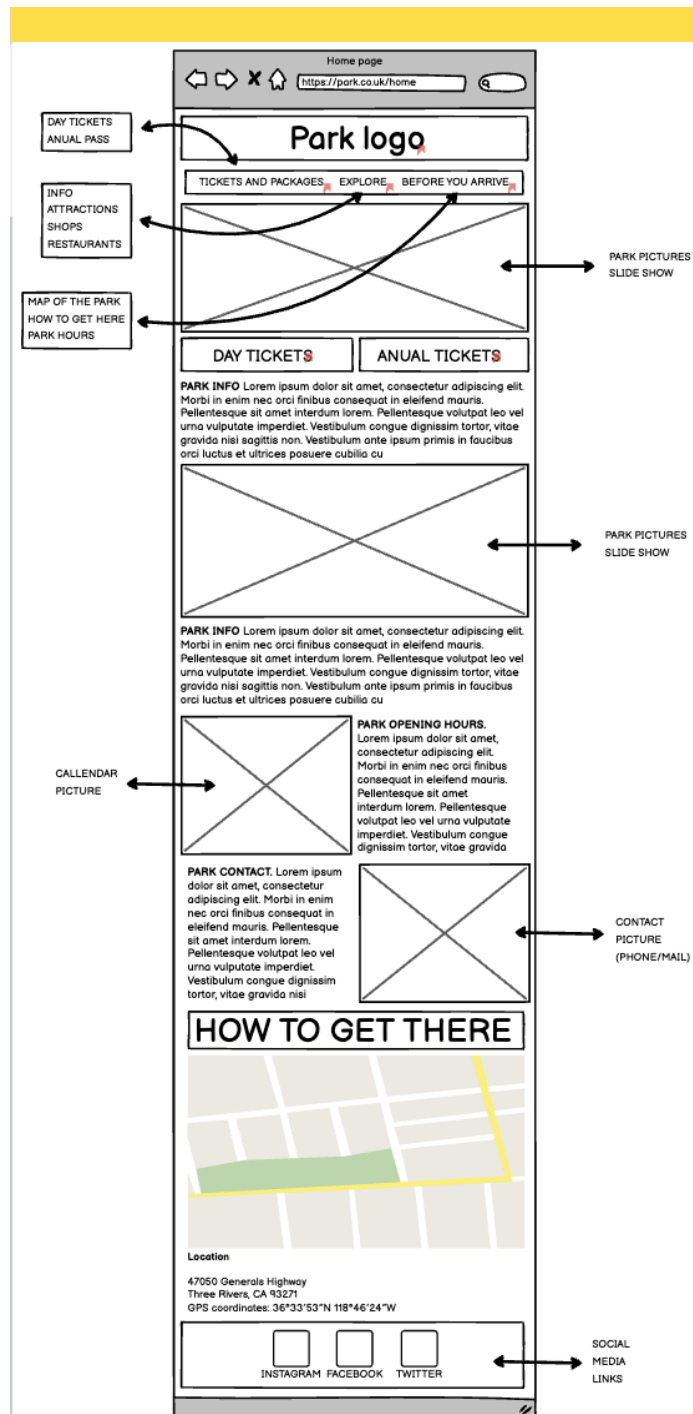 Home page
https://park.co.uk/home
DAY TICKETS
ANUAL PASS
Park logo
TICKETS AND PACKAGES EXPLORE BEFORE YOU ARRIVE
INFO
ATTRACTIONS
SHOPS
RESTAURANTS
PARK PICTURES
SLIDE SHOW
MAP OF THE PARK
HOW TO GET HERE
PARK HOURS
DAY TICKETS
ANUAL TICKETS
PARK INFO Lorem ipsum dolor sit amet, consectetur adipiscing elit.
Morbi in enim nec orci finibus consequat in eleifend mauris.
Pellentesque sit amet interdum lorem. Pellentesque volutpat leo vel
urna vulputate imperdiet. Vestibulum congue dignissim tortor, vitae
gravida nisi sagittis non. Vestibulum ante ipsum primis in faucibus
orci luctus et ultrices posuere cubilia cu
PARK PICTURES
SLIDE SHOW
PARK INFO Lorem ipsum dolor sit amet, consectetur adipiscing elit.
Morbi in enim nec orci finibus consequat in eleifend mauris.
Pellentesque sit amet interdum lorem. Pellentesque volutpat leo vel
urna vulputate imperdiet. Vestibulum congue dignissim tortor, vitae
gravida nisi sagittis non. Vestibulum ante ipsum primis in faucibus
orci luctus et ultrices posuere cubilia cu
CALLENDAR
PICTURE
PARK OPENING HOURS.
Lorem ipsum dolor sit amet,
consectetur adipiscing elit.
Morbi in enim nec orci finibus
consequat in eleifend mauris.
Pellentesque sit amet
interdum lorem. Pellentesque
volutpat leo vel urna vulputate
imperdiet. Vestibulum congue
dignissim tortor, vitae gravida
PARK CONTACT. Lorem ipsum
dolor sit amet, consectetur
adipiscing elit. Morbi in enim
nec orci finibus consequat in
eleifend mauris. Pellentesque
sit amet interdum lorem.
Pellentesque volutpat leo vel
urna vulputate imperdiet.
Vestibulum congue dignissim
tortor, vitae gravida nisi
CONTACT
PICTURE
(PHONE/MAIL)
HOW TO GET THERE
Location
47050 Generals Highway
Three Rivers, CA 93271
GPS coordinates: 36°33'53"N 118°46'24"W
INSTAGRAM FACEBOOK TWITTER
SOCIAL
MEDIA
LINKS